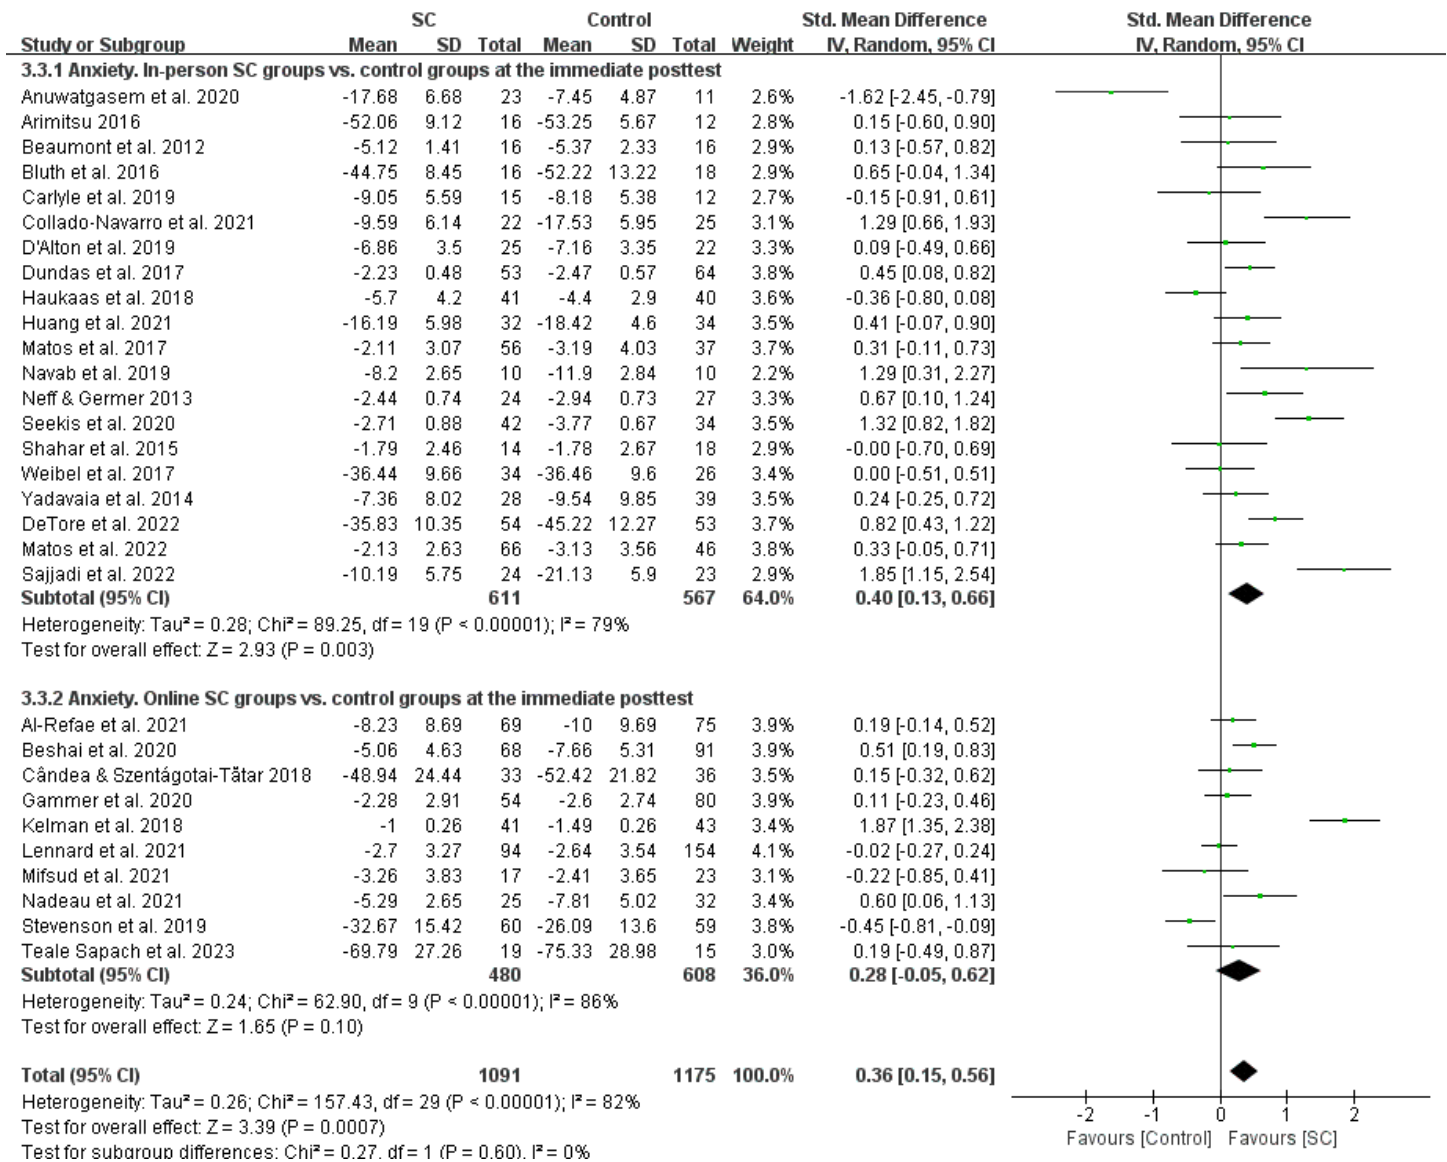 SC Control Std. Mean Difference Std. Mean Difference
Study or Subgroup Mean SD Total Mean SD Total Weight IV, Random, 95% CI IV, Random, 95% CI
3.3.1 Anxiety. In-person SC groups vs. control groups at the immediate posttest
Anuwatgasem et al. 2020 -17.68 6.68 23 -7.45 4.87 11 2.6% -1.62 [-2.45, -0.79]
Arimitsu 2016 -52.06 9.12 16 -53.25 5.67 12 2.8% 0.15 [-0.60, 0.90]
Beaumont et al. 2012 -5.12 1.41 16 -5.37 2.33 16 2.9% 0.13 [-0.57, 0.82]
Bluth et al. 2016 -44.75 8.45 16 -52.22 13.22 18 2.9% 0.65 [-0.04, 1.34]
Carlyle et al. 2019 -9.05 5.59 15 -8.18 5.38 12 2.7% -0.15 [-0.91, 0.61]
Collado-Navarro et al. 2021 -9.59 6.14 22 -17.53 5.95 25 3.1% 1.29 [0.66, 1.93]
D'Alton et al. 2019 -6.86 3.5 25 -7.16 3.35 22 3.3% 0.09 [-0.49, 0.66]
Dundas et al. 2017 -2.23 0.48 53 -2.47 0.57 64 3.8% 0.45 [0.08, 0.82]
Haukaas et al. 2018 -5.7 4.2 41 -4.4 2.9 40 3.6% -0.36 [-0.80, 0.08]
Huang et al. 2021 -16.19 5.98 32 -18.42 4.6 34 3.5% 0.41 [-0.07, 0.90]
Matos et al. 2017 -2.11 3.07 56 -3.19 4.03 37 3.7% 0.31 [-0.11, 0.73]
Navab et al. 2019 -8.2 2.65 10 -11.9 2.84 10 2.2% 1.29 [0.31, 2.27]
Neff & Germer 2013 -2.44 0.74 24 -2.94 0.73 27 3.3% 0.67 [0.10, 1.24]
Seekis et al. 2020 -2.71 0.88 42 -3.77 0.67 34 3.5% 1.32 [0.82, 1.82]
Shahar et al. 2015 -1.79 2.46 14 -1.78 2.67 18 2.9% -0.00 [-0.70, 0.69]
Weibel et al. 2017 -36.44 9.66 34 -36.46 9.6 26 3.4% 0.00 [-0.51, 0.51]
Yadavaia et al. 2014 -7.36 8.02 28 -9.54 9.85 39 3.5% 0.24 [-0.25, 0.72]
DeTore et al. 2022 -35.83 10.35 54 -45.22 12.27 53 3.7% 0.82 [0.43, 1.22]
Matos et al. 2022 -2.13 2.63 66 -3.13 3.56 46 3.8% 0.33 [-0.05, 0.71]
Sajjadi et al. 2022 -10.19 5.75 24 -21.13 5.9 23 2.9% 1.85 [1.15, 2.54]
Subtotal (95% CI) 611 567 64.0% 0.40 [0.13, 0.66]
Heterogeneity: Tau² = 0.28; Chi² = 89.25, df = 19 (P < 0.00001); I² = 79%
Test for overall effect: Z = 2.93 (P = 0.003)
3.3.2 Anxiety. Online SC groups vs. control groups at the immediate posttest
Al-Refae et al. 2021 -8.23 8.69 69 -10 9.69 75 3.9% 0.19 [-0.14, 0.52]
Beshai et al. 2020 -5.06 4.63 68 -7.66 5.31 91 3.9% 0.51 [0.19, 0.83]
Cândea & Szentágotai-Tătar 2018 -48.94 24.44 33 -52.42 21.82 36 3.5% 0.15 [-0.32, 0.62]
Gammer et al. 2020 -2.28 2.91 54 -2.6 2.74 80 3.9% 0.11 [-0.23, 0.46]
Kelman et al. 2018 -1 0.26 41 -1.49 0.26 43 3.4% 1.87 [1.35, 2.38]
Lennard et al. 2021 -2.7 3.27 94 -2.64 3.54 154 4.1% -0.02 [-0.27, 0.24]
Mifsud et al. 2021 -3.26 3.83 17 -2.41 3.65 23 3.1% -0.22 [-0.85, 0.41]
Nadeau et al. 2021 -5.29 2.65 25 -7.81 5.02 32 3.4% 0.60 [0.06, 1.13]
Stevenson et al. 2019 -32.67 15.42 60 -26.09 13.6 59 3.8% -0.45 [-0.81, -0.09]
Teale Sapach et al. 2023 -69.79 27.26 19 -75.33 28.98 15 3.0% 0.19 [-0.49, 0.87]
Subtotal (95% CI) 480 608 36.0% 0.28 [-0.05, 0.62]
Heterogeneity: Tau² = 0.24; Chi² = 62.90, df = 9 (P < 0.00001); I² = 86%
Test for overall effect: Z = 1.65 (P = 0.10)
Total (95% CI) 1091 1175 100.0% 0.36 [0.15, 0.56]
Heterogeneity: Tau² = 0.26; Chi² = 157.43, df = 29 (P < 0.00001); I² = 82%
Test for overall effect: Z = 3.39 (P = 0.0007)
Test for subgroup differences: Chi² = 0.27, df = 1 (P = 0.60), I² = 0%
-2 -1 0 1 2
Favours [Control] Favours [SC]